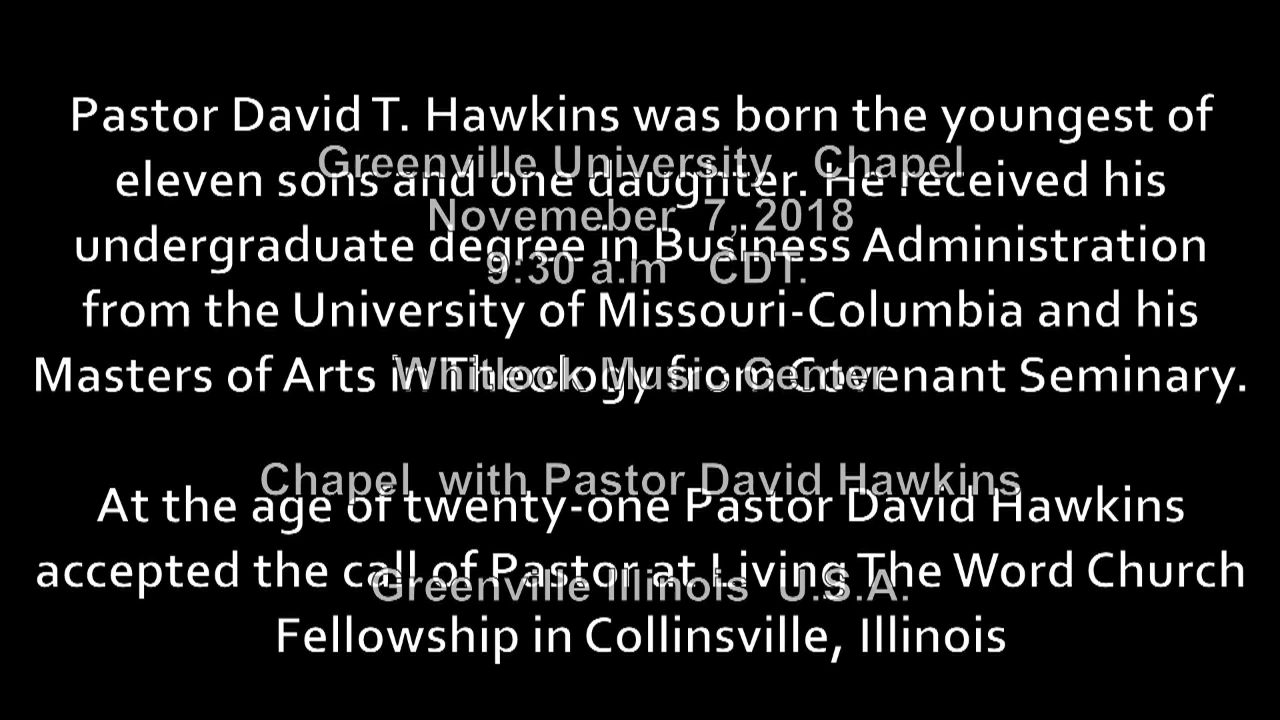 Pastor David T. Hawkins was born the youngest of
Greenville University   Chapel
eleven sons and one daughter. He received his
Novemeber  7, 2018
undergraduate degree in Business Administration
9:30 a.m   CDT.
from the University of Missouri-Columbia and his
Masters of Arts in Theology from Covenant Seminary.
Whitlock Music Center
Chapel  with Pastor David Hawkins
At the age of twenty-one Pastor David Hawkins
accepted the call of Pastor at Living The Word Church
Greenville Illinois  U.S.A.
Fellowship in Collinsville, Illinois